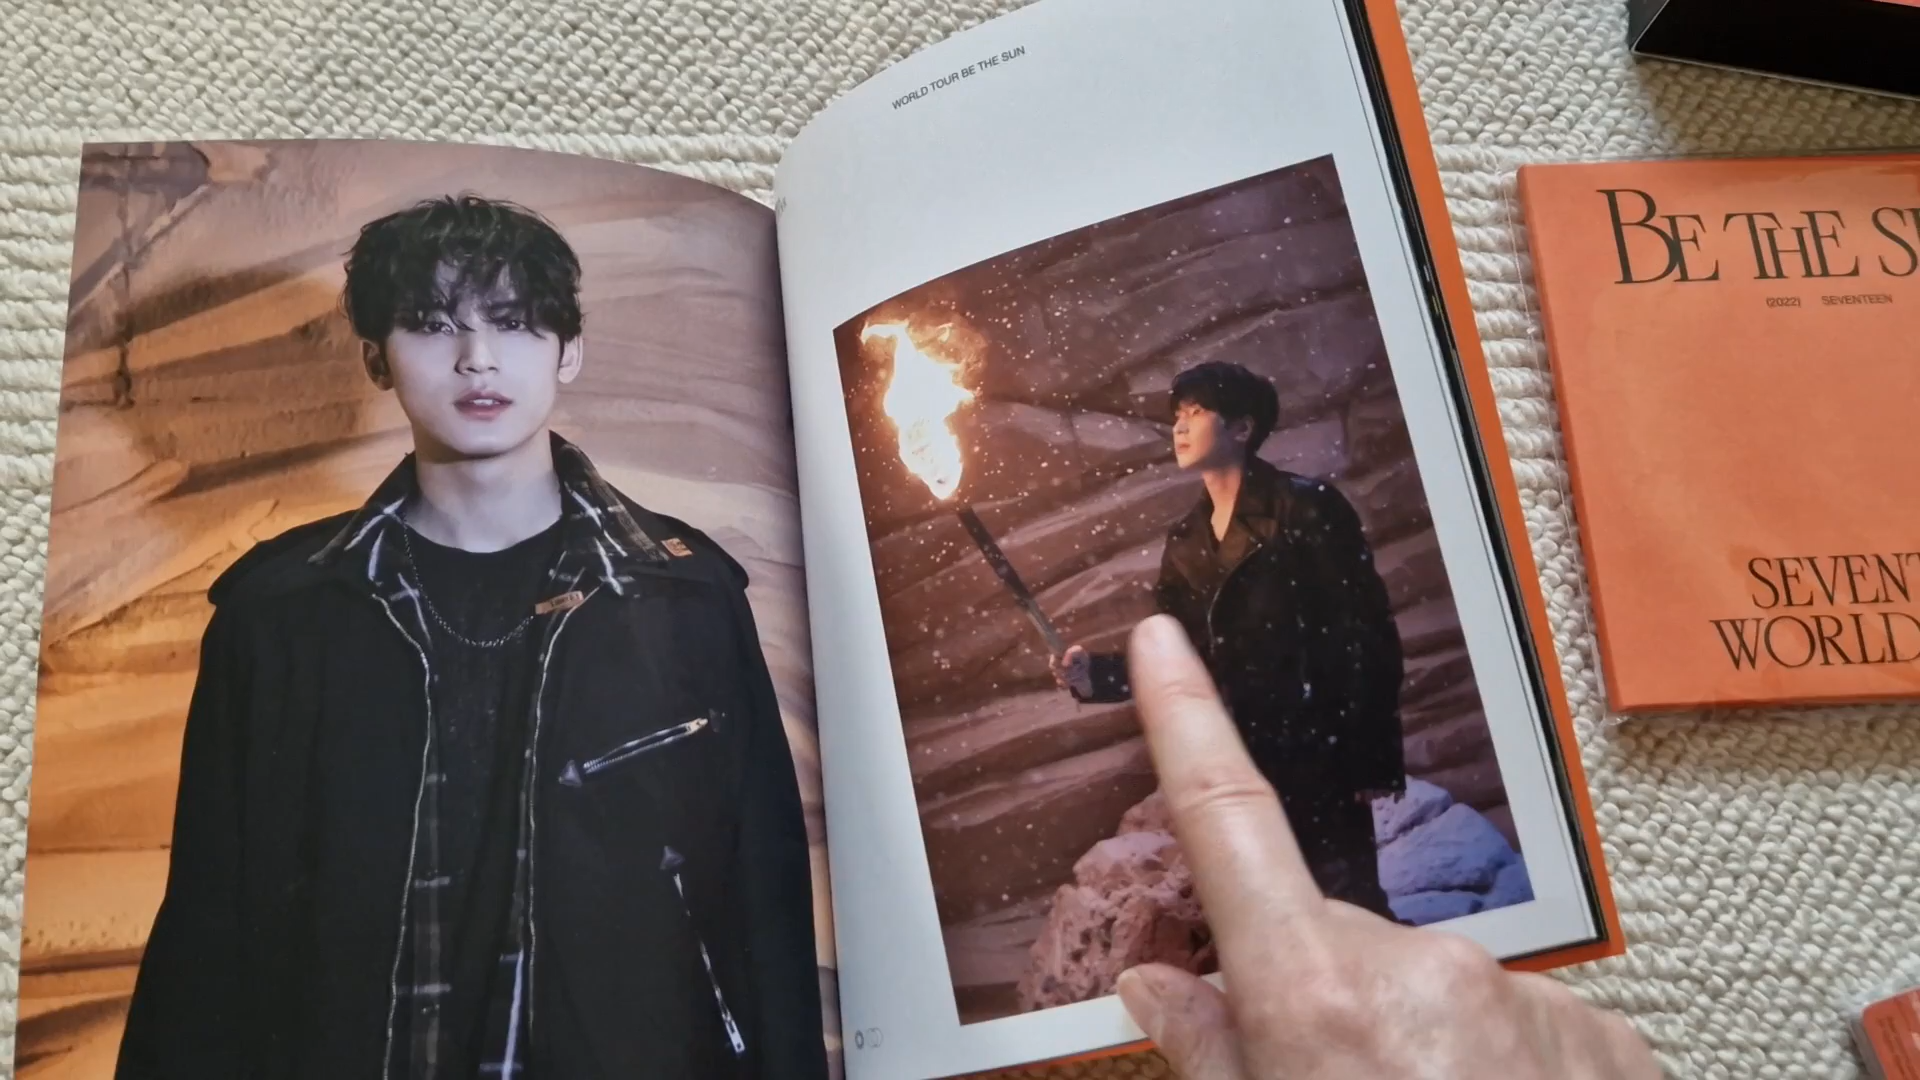 WORLD TOUR BE THE SUN
BE THE S
(2022) SEVENTEEN
SEVENT
WORLD